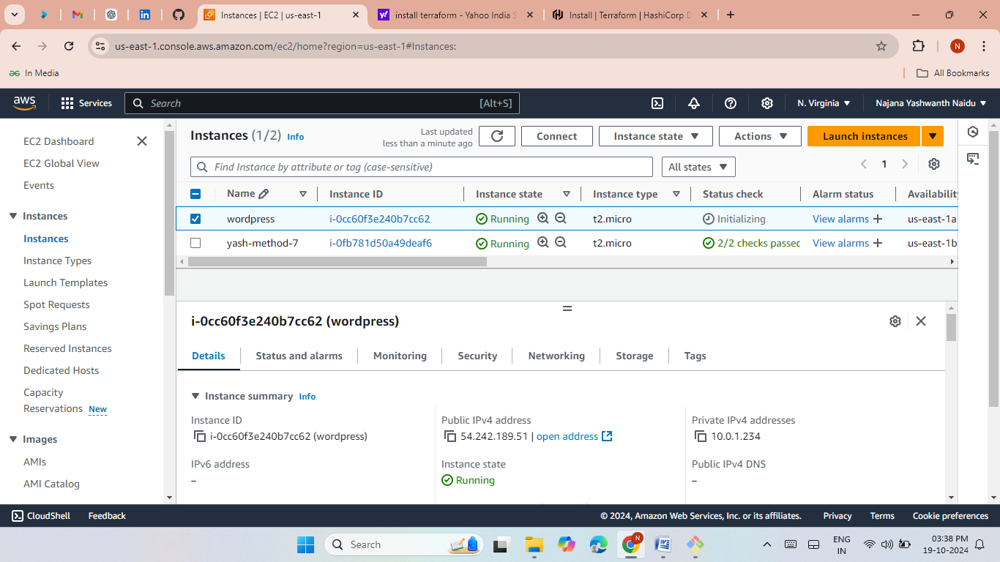 Instances | EC2 | us-east-1
install terraform - Yahoo India S
Install | Terraform | HashiCorp D
us-east-1.console.aws.amazon.com/ec2/home?region=us-east-1#Instances:
N
In Media
All Bookmarks
aws
Services
Search
[Alt+S]
N. Virginia
Najana Yashwanth Naidu
EC2 Dashboard
EC2 Global View
Events
Instances
Instances
Instance Types
Launch Templates
Spot Requests
Savings Plans
Reserved Instances
Dedicated Hosts
Capacity
Reservations New
Images
AMIs
AMI Catalog
Instances (1/2) Info
Last updated
less than a minute ago
Connect
Instance state
Actions
Launch instances
Find Instance by attribute or tag (case-sensitive)
All states
1
Name Instance ID Instance state Instance type Status check Alarm status Availability
wordpress i-0cc60f3e240b7cc62 Running t2.micro Initializing View alarms + us-east-1a
yash-method-7 i-0fb781d50a49deaf6 Running t2.micro 2/2 checks passed View alarms + us-east-1b
i-0cc60f3e240b7cc62 (wordpress)
Details
Status and alarms
Monitoring
Security
Networking
Storage
Tags
Instance summary Info
Instance ID
i-0cc60f3e240b7cc62 (wordpress)
Public IPv4 address
54.242.189.51 | open address
Private IPv4 addresses
10.0.1.234
IPv6 address
–
Instance state
Running
Public IPv4 DNS
–
CloudShell
Feedback
© 2024, Amazon Web Services, Inc. or its affiliates.
Privacy
Terms
Cookie preferences
Search
N
ENG
IN
03:38 PM
19-10-2024